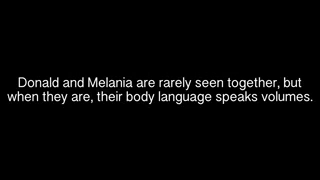 Donald and Melania are rarely seen together, but
when they are, their body language speaks volumes.